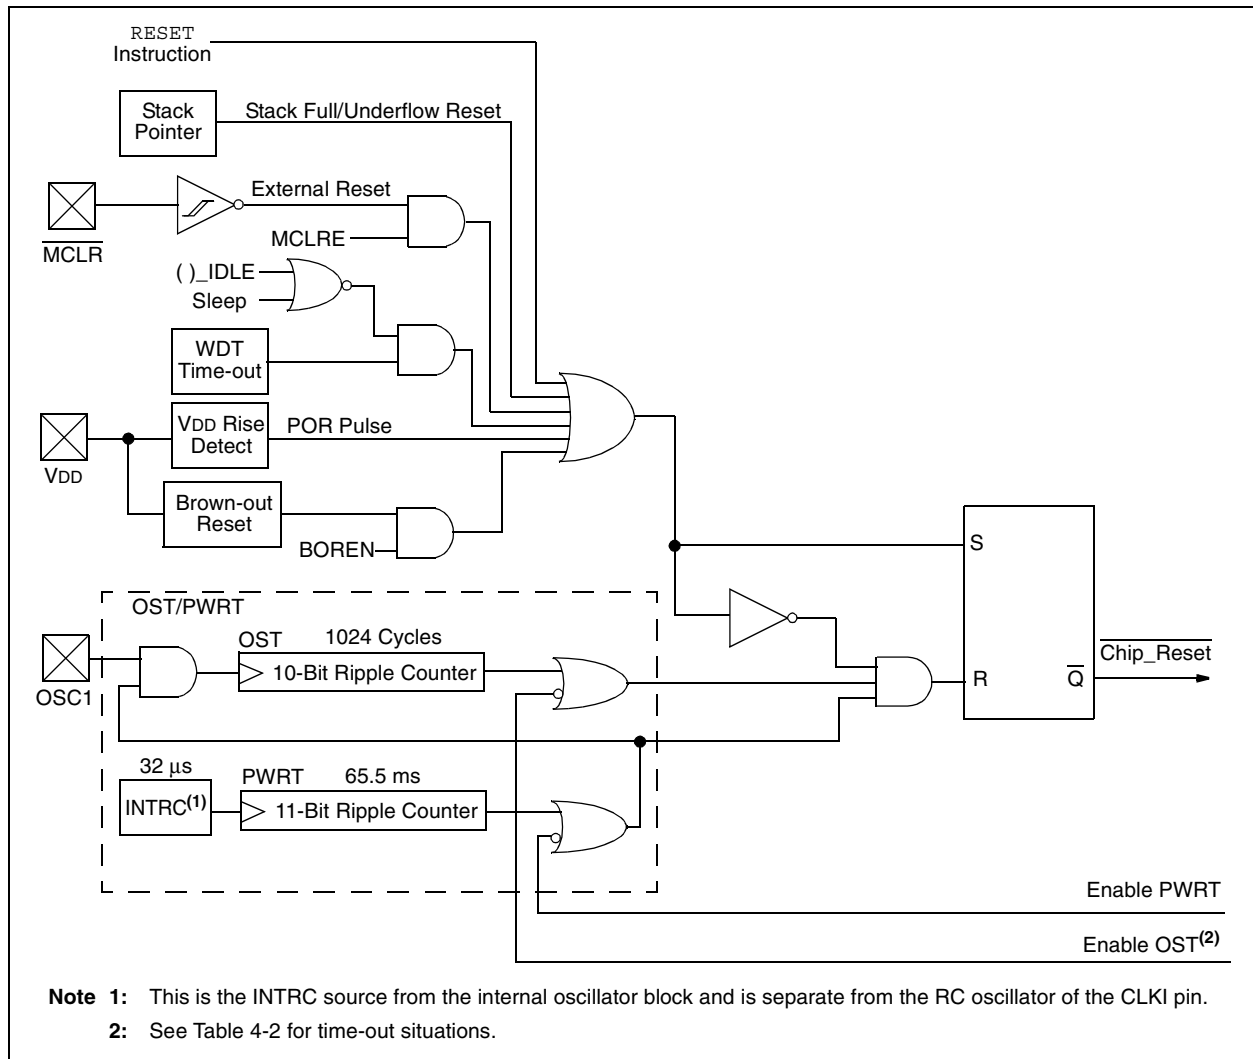 RESET
Instruction
Stack
Pointer
Stack Full/Underflow Reset
External Reset
MCLR
MCLRE
( )_IDLE
Sleep
WDT
Time-out
VDD Rise
Detect
POR Pulse
VDD
Brown-out
Reset
BOREN
S
OST/PWRT
OST
1024 Cycles
10-Bit Ripple Counter
OSC1
R
Q
Chip_Reset
32 μs
INTRC(1)
PWRT
65.5 ms
11-Bit Ripple Counter
Enable PWRT
Enable OST(2)
Note 1: This is the INTRC source from the internal oscillator block and is separate from the RC oscillator of the CLKI pin.
2: See Table 4-2 for time-out situations.